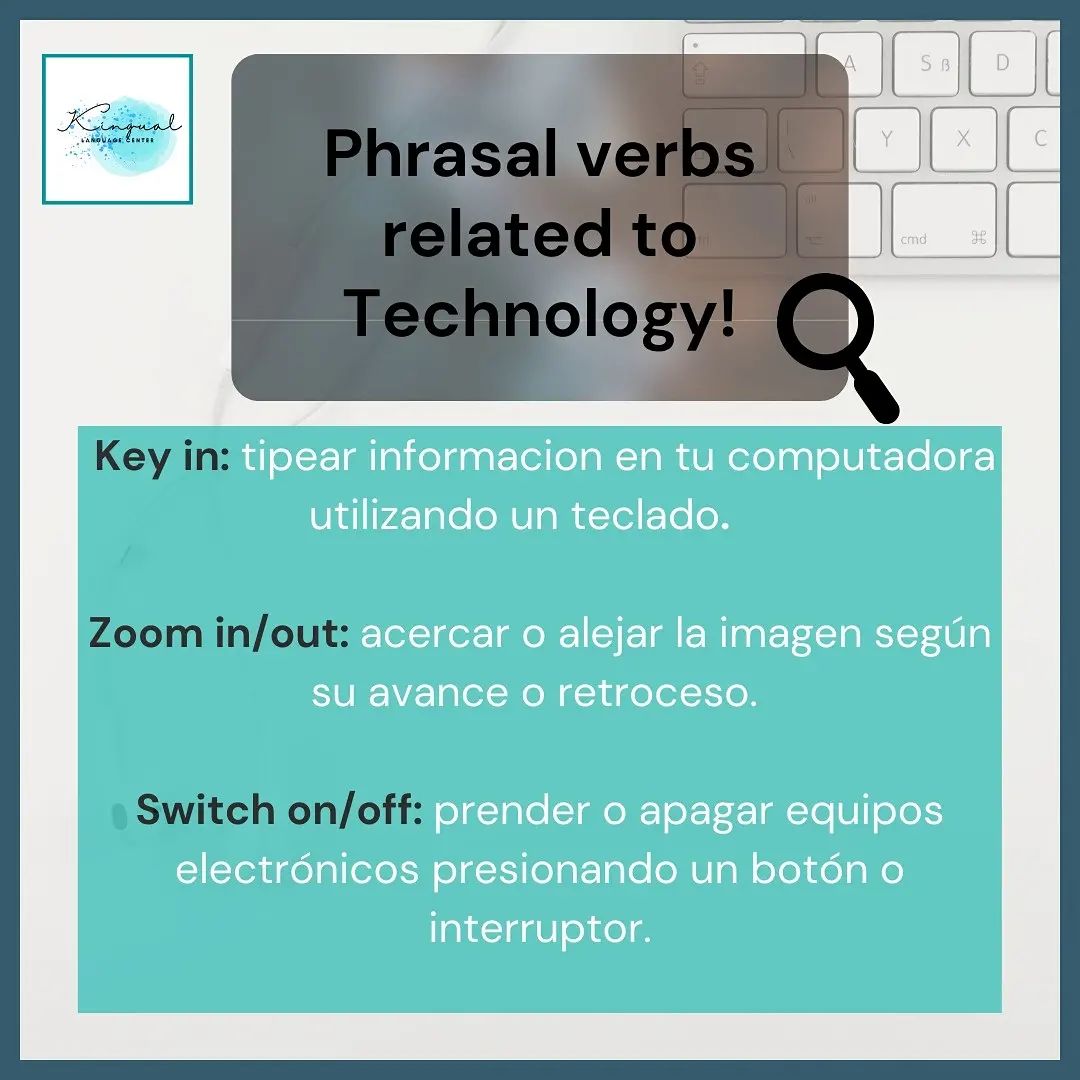 Kingual
LANGUAGE CENTER
A
S ß
D
Y
X
C
cmd ⌘
Phrasal verbs
related to
Technology!
Key in: tipear informacion en tu computadora
utilizando un teclado.
Zoom in/out: acercar o alejar la imagen según
su avance o retroceso.
Switch on/off: prender o apagar equipos
electrónicos presionando un botón o
interruptor.